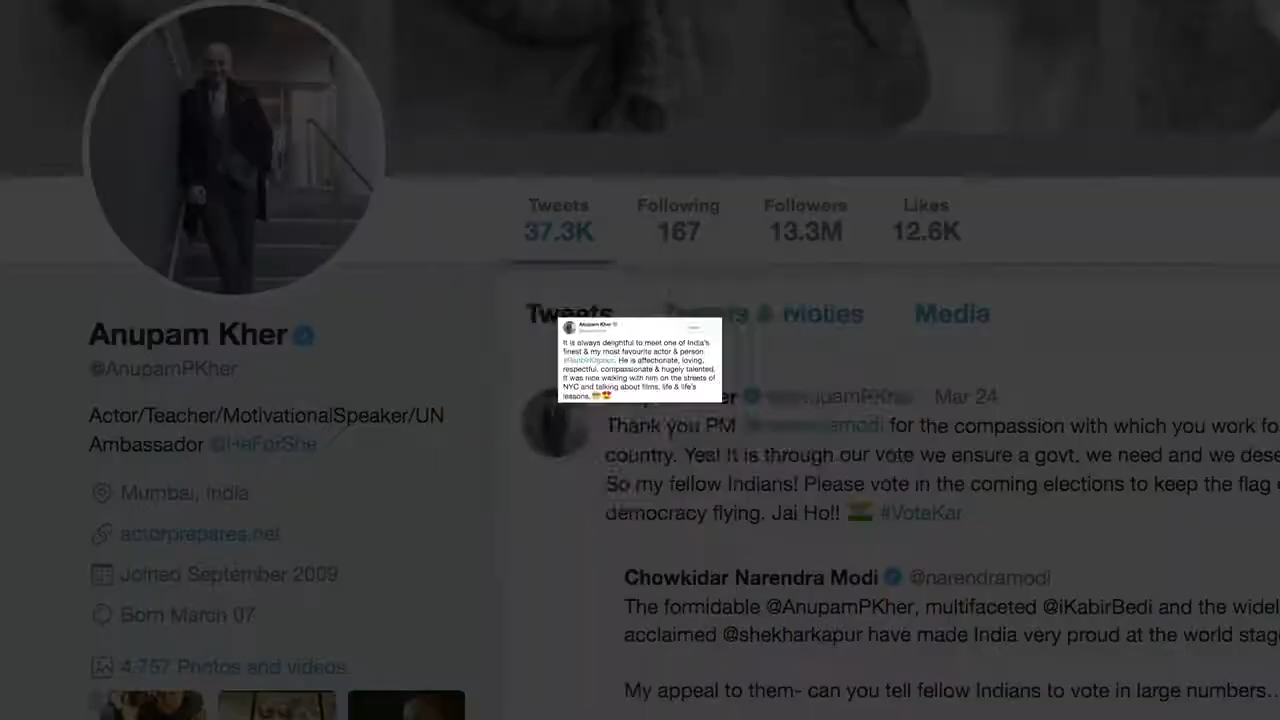 Tweets Following Followers Likes
37.3K 167 13.3M 12.6K
Anupam Kher
@AnupamPKher
Actor/Teacher/MotivationalSpeaker/UN
Ambassador @HeForShe
Mumbai, India
actorprepares.net
Joined September 2009
Born March 07
4,757 Photos and videos
Tweets Media
Anupam Kher
It is always delightful to meet one of India's
finest & my most favourite actor & person
He is affectionate, loving,
respectful, compassionate & hugely talented.
It was nice walking with him on the streets of
NYC and talking about films, life & life's
lessons.
Mar 24
Thank you PM for the compassion with which you work fo
country. Yes! It is through our vote we ensure a govt. we need and we dese
So my fellow Indians! Please vote in the coming elections to keep the flag
democracy flying. Jai Ho!! #VoteKar
Chowkidar Narendra Modi @narendramodi
The formidable @AnupamPKher, multifaceted @iKabirBedi and the widel
acclaimed @shekharkapur have made India very proud at the world stag
My appeal to them- can you tell fellow Indians to vote in large numbers..